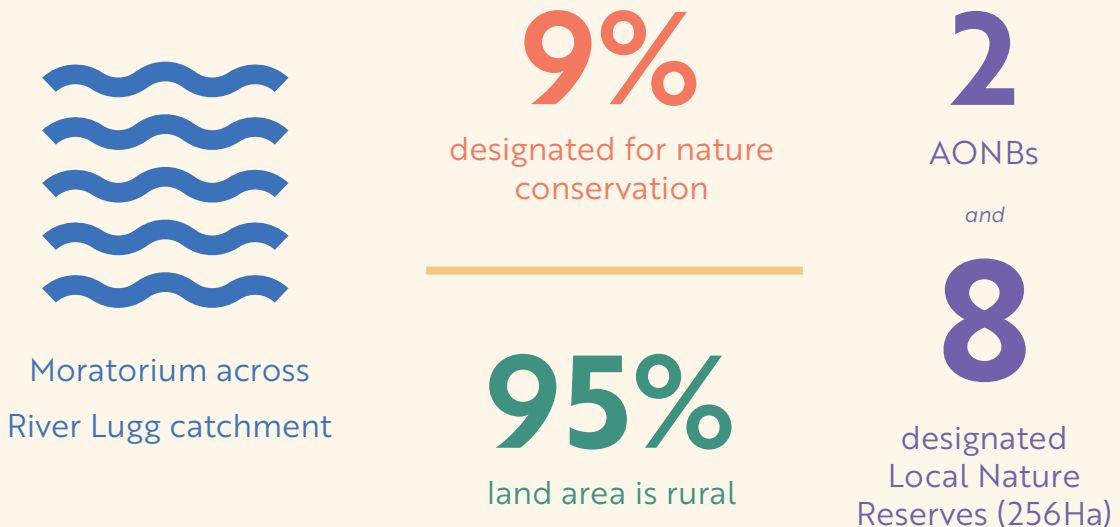 Moratorium across
River Lugg catchment
9%
designated for nature
conservation
95%
land area is rural
2
AONBs
and
8
designated
Local Nature
Reserves (256Ha)